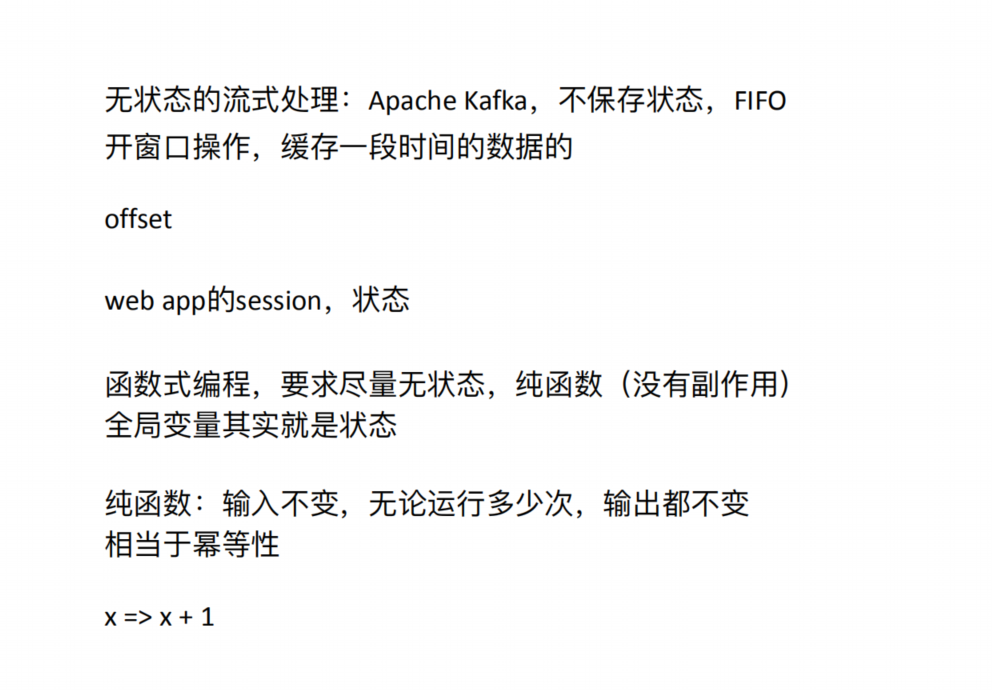 无状态的流式处理：Apache Kafka，不保存状态，FIFO
开窗口操作，缓存一段时间的数据的
offset
web app的session，状态
函数式编程，要求尽量无状态，纯函数（没有副作用）
全局变量其实就是状态
纯函数：输入不变，无论运行多少次，输出都不变
相当于幂等性
x => x + 1